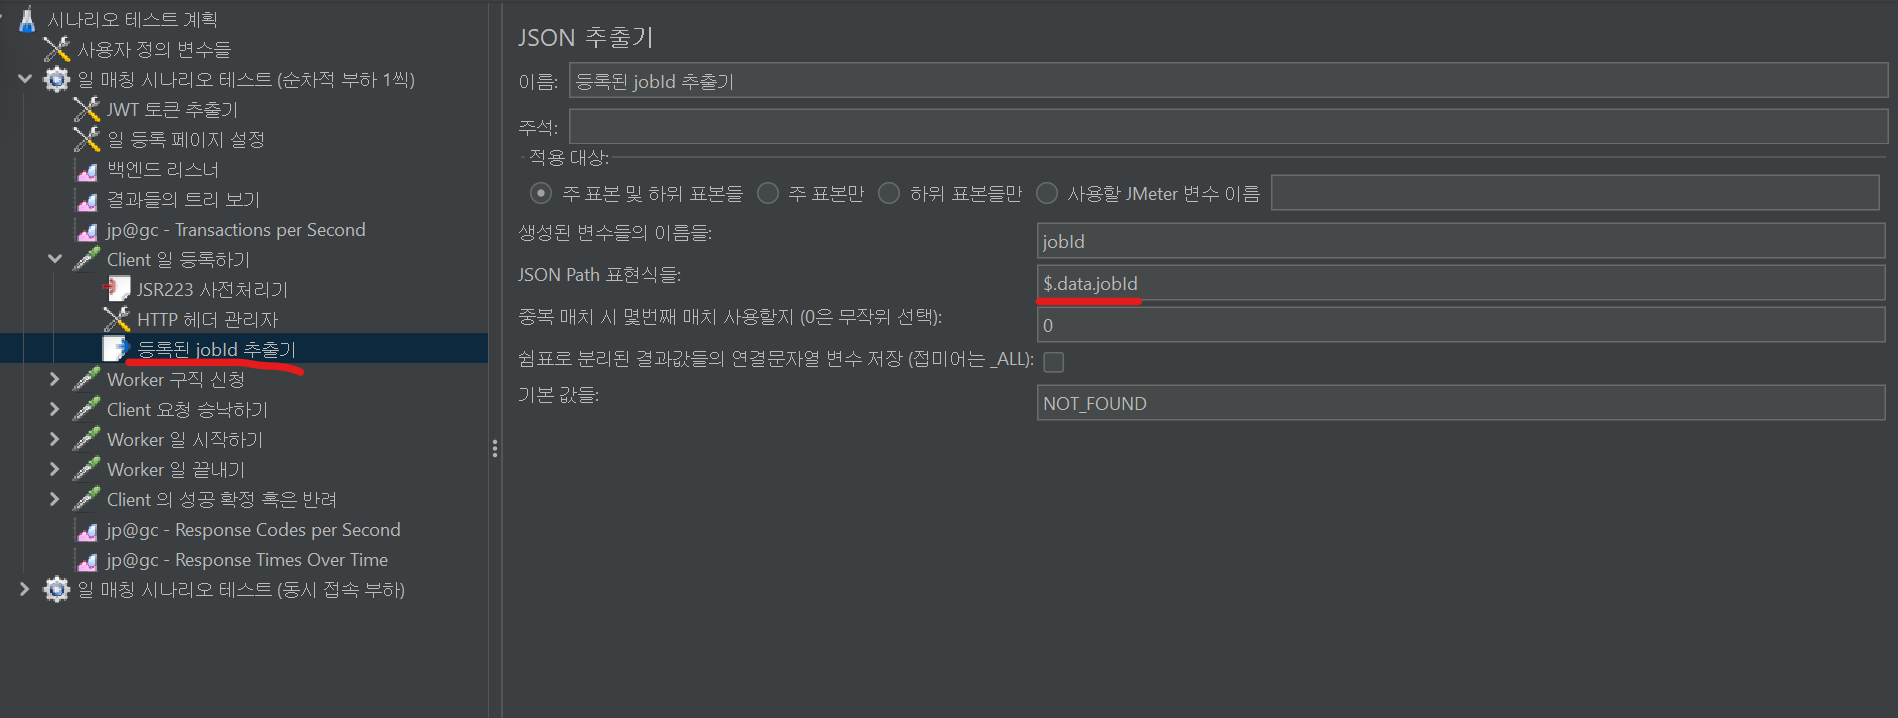 시나리오 테스트 계획
사용자 정의 변수들
일 매칭 시나리오 테스트 (순차적 부하 1씩)
JWT 토큰 추출기
일 등록 페이지 설정
백엔드 리스너
결과들의 트리 보기
jp@gc - Transactions per Second
Client 일 등록하기
JSR223 사전처리기
HTTP 헤더 관리자
등록된 jobId 추출기
Worker 구직 신청
Client 요청 승낙하기
Worker 일 시작하기
Worker 일 끝내기
Client 의 성공 확정 혹은 반려
jp@gc - Response Codes per Second
jp@gc - Response Times Over Time
일 매칭 시나리오 테스트 (동시 접속 부하)
JSON 추출기
이름: 등록된 jobId 추출기
주석:
적용 대상:
주 표본 및 하위 표본들 주 표본만 하위 표본들만 사용할 JMeter 변수 이름
생성된 변수들의 이름들: jobId
JSON Path 표현식들: $.data.jobId
중복 매치 시 몇번째 매치 사용할지 (0은 무작위 선택): 0
쉼표로 분리된 결과값들의 연결문자열 변수 저장 (접미어는 _ALL):
기본 값들: NOT_FOUND